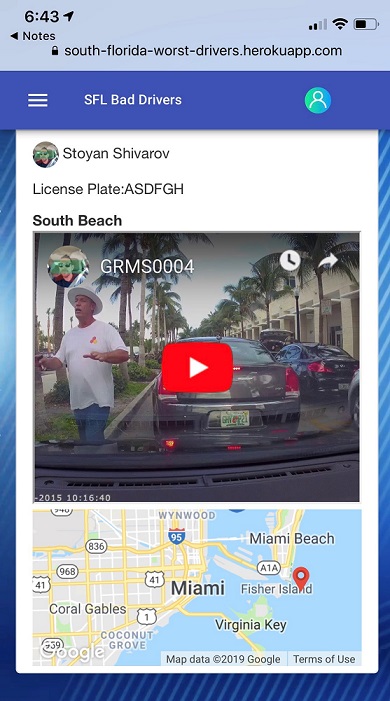 6:43
Notes
south-florida-worst-drivers.herokuapp.com
SFL Bad Drivers
Stoyan Shivarov
License Plate:ASDFGH
South Beach
GRMS0004
-2015 10:16:40
WYNWOOD
948
95
836
Miami Beach
968
A1A
41
41
Miami
Fisher Island
Coral Gables
1
Virginia Key
COCONUT
GROVE
959
Google
Map data ©2019 Google
Terms of Use